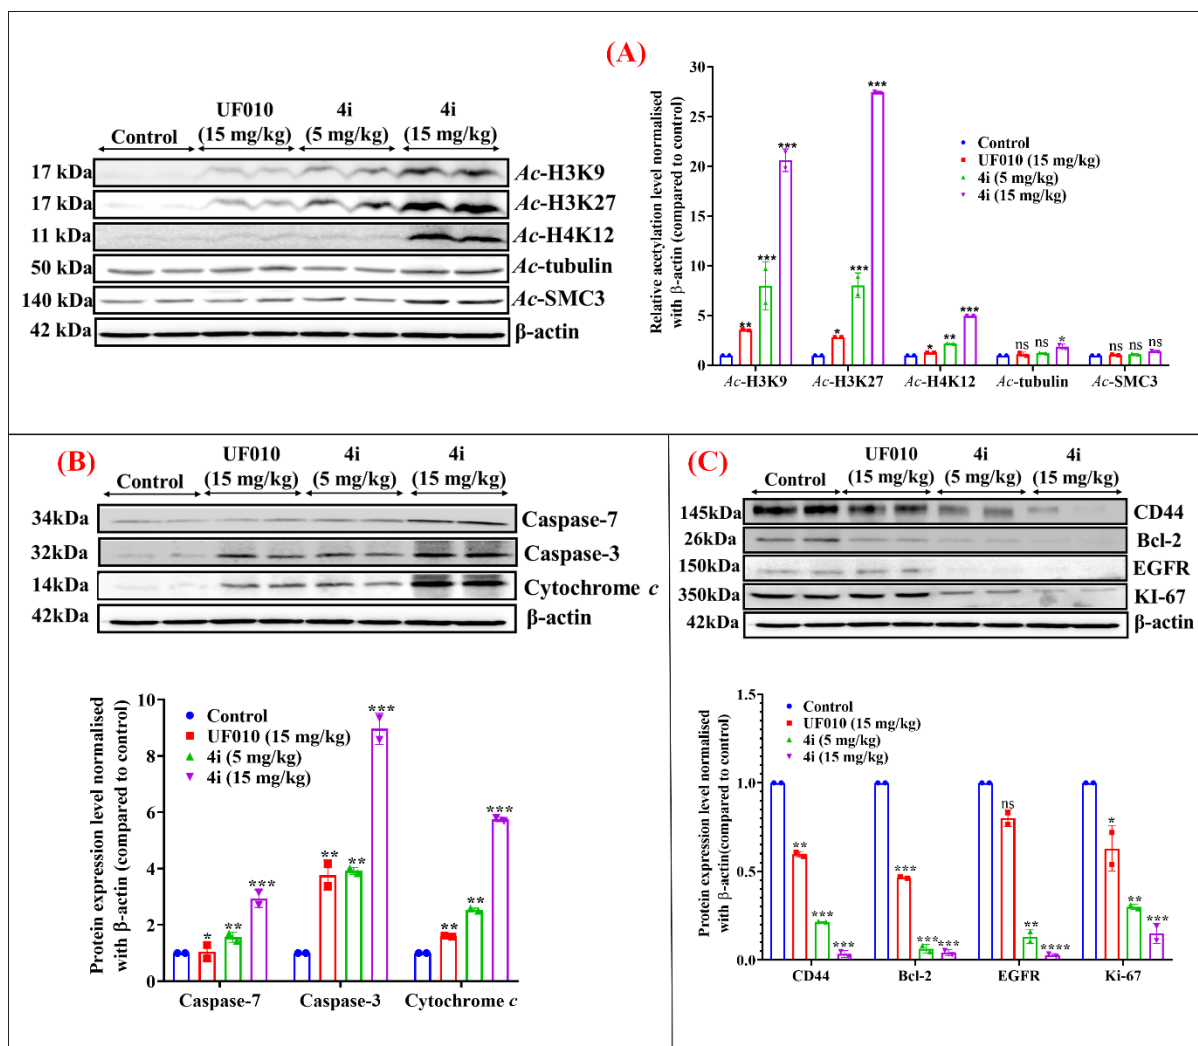 (A)
UF010
(15 mg/kg)
4i
(5 mg/kg)
4i
(15 mg/kg)
Control
17 kDa
Ac-H3K9
17 kDa
Ac-H3K27
11 kDa
Ac-H4K12
50 kDa
Ac-tubulin
140 kDa
Ac-SMC3
42 kDa
β-actin
Relative acetylation level normalised
with β-actin (compared to control)
30
25
20
15
10
5
0
Control
UF010 (15 mg/kg)
4i (5 mg/kg)
4i (15 mg/kg)
** *** ***
* *** ***
* ** ***
ns ns *
ns ns ns
Ac-H3K9
Ac-H3K27
Ac-H4K12
Ac-tubulin
Ac-SMC3
(B)
Control
UF010
(15 mg/kg)
4i
(5 mg/kg)
4i
(15 mg/kg)
34kDa
Caspase-7
32kDa
Caspase-3
14kDa
Cytochrome c
42kDa
β-actin
Protein expression level normalised
with β-actin (compared to control)
10
8
6
4
2
0
Control
UF010 (15 mg/kg)
4i (5 mg/kg)
4i (15 mg/kg)
* ** ***
** ** ***
** ** ***
Caspase-7
Caspase-3
Cytochrome c
(C)
Control
UF010
(15 mg/kg)
4i
(5 mg/kg)
4i
(15 mg/kg)
145kDa
CD44
26kDa
Bcl-2
150kDa
EGFR
350kDa
KI-67
42kDa
β-actin
Protein expression level normalised
with β-actin(compared to control)
1.5
1.0
0.5
0.0
Control
UF010 (15 mg/kg)
4i (5 mg/kg)
4i (15 mg/kg)
** *** ***
*** *** ***
ns ** ****
* ** ***
CD44
Bcl-2
EGFR
Ki-67